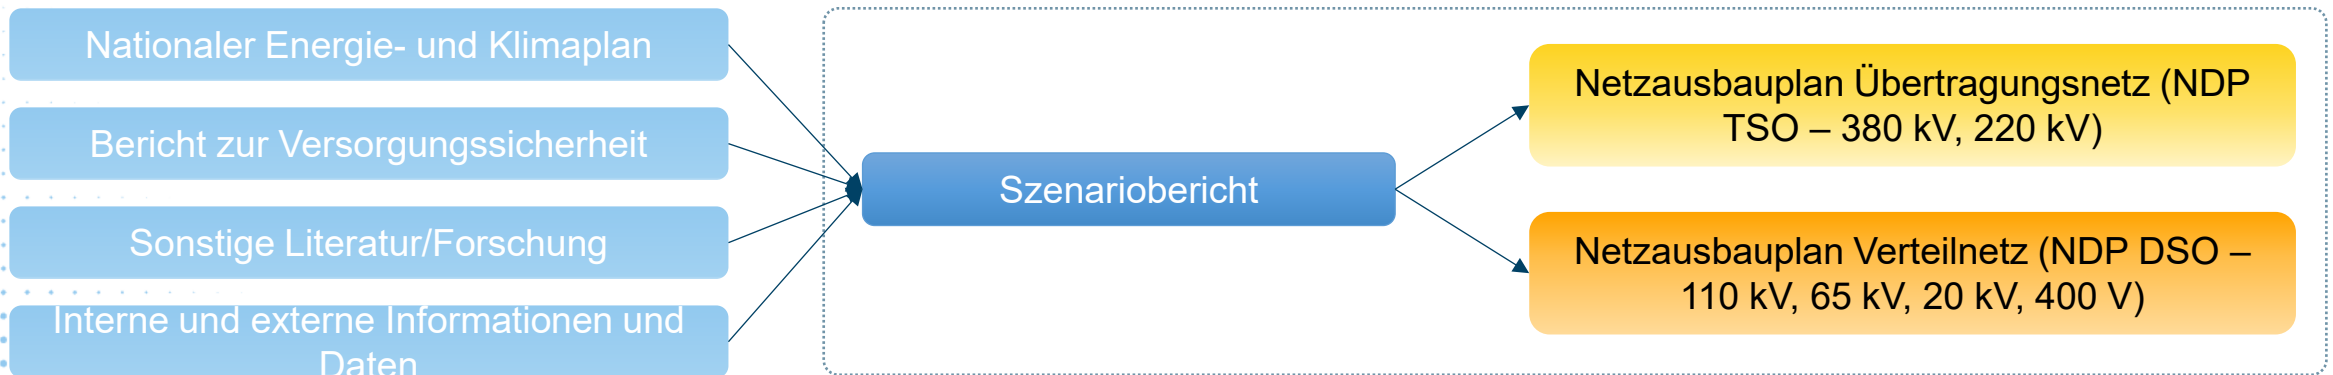 Nationaler Energie- und Klimaplan
Bericht zur Versorgungssicherheit
Sonstige Literatur/Forschung
Interne und externe Informationen und
Daten
Szenariobericht
Netzausbauplan Übertragungsnetz (NDP
TSO – 380 kV, 220 kV)
Netzausbauplan Verteilnetz (NDP DSO –
110 kV, 65 kV, 20 kV, 400 V)